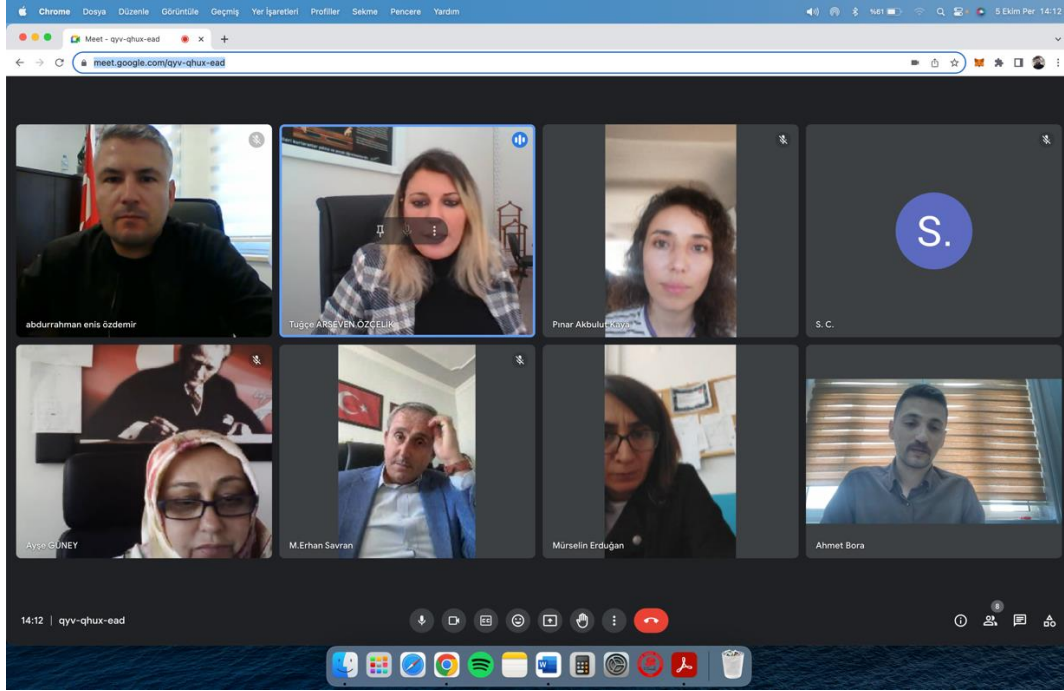 Chrome Dosya Düzenle Görüntüle Geçmiş Yer İşaretleri Profiller Sekme Pencere Yardım
%61 5 Ekim Per 14:12
Meet - qyv-qhux-ead
meet.google.com/qyv-qhux-ead
S.
abdurrahman enis özdemir
Tuğçe ARSEVEN ÖZÇELİK
Pınar Akbulut Kaya
S. C.
Ayşe GÜNEY
M.Erhan Savran
Mürselin Erduğan
Ahmet Bora
14:12 | qyv-qhux-ead
8